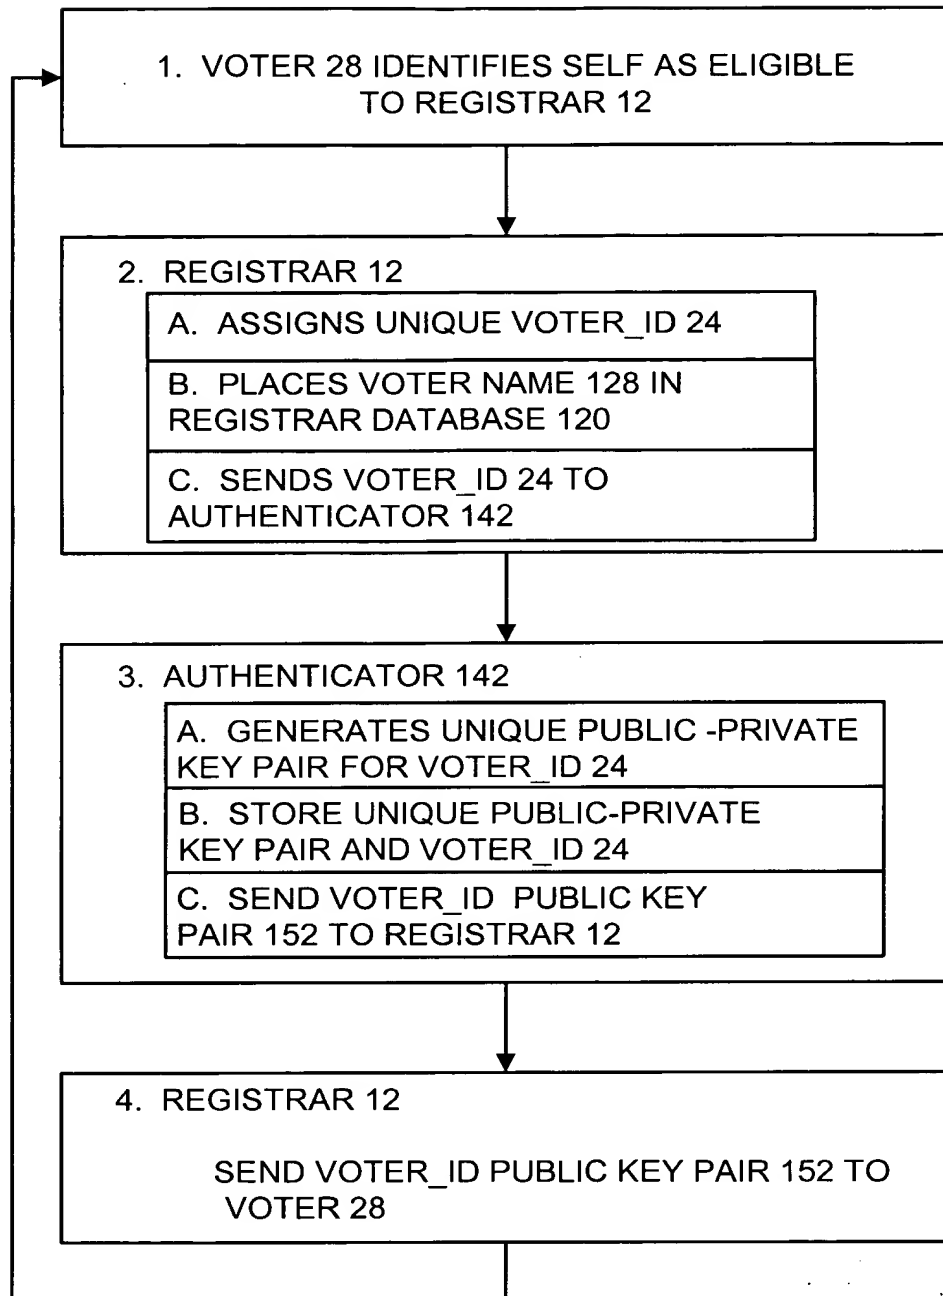 1. VOTER 28 IDENTIFIES SELF AS ELIGIBLE
TO REGISTRAR 12
2. REGISTRAR 12
A. ASSIGNS UNIQUE VOTER_ID 24
B. PLACES VOTER NAME 128 IN
REGISTRAR DATABASE 120
C. SENDS VOTER_ID 24 TO
AUTHENTICATOR 142
3. AUTHENTICATOR 142
A. GENERATES UNIQUE PUBLIC -PRIVATE
KEY PAIR FOR VOTER_ID 24
B. STORE UNIQUE PUBLIC-PRIVATE
KEY PAIR AND VOTER_ID 24
C. SEND VOTER_ID PUBLIC KEY
PAIR 152 TO REGISTRAR 12
4. REGISTRAR 12
SEND VOTER_ID PUBLIC KEY PAIR 152 TO
VOTER 28